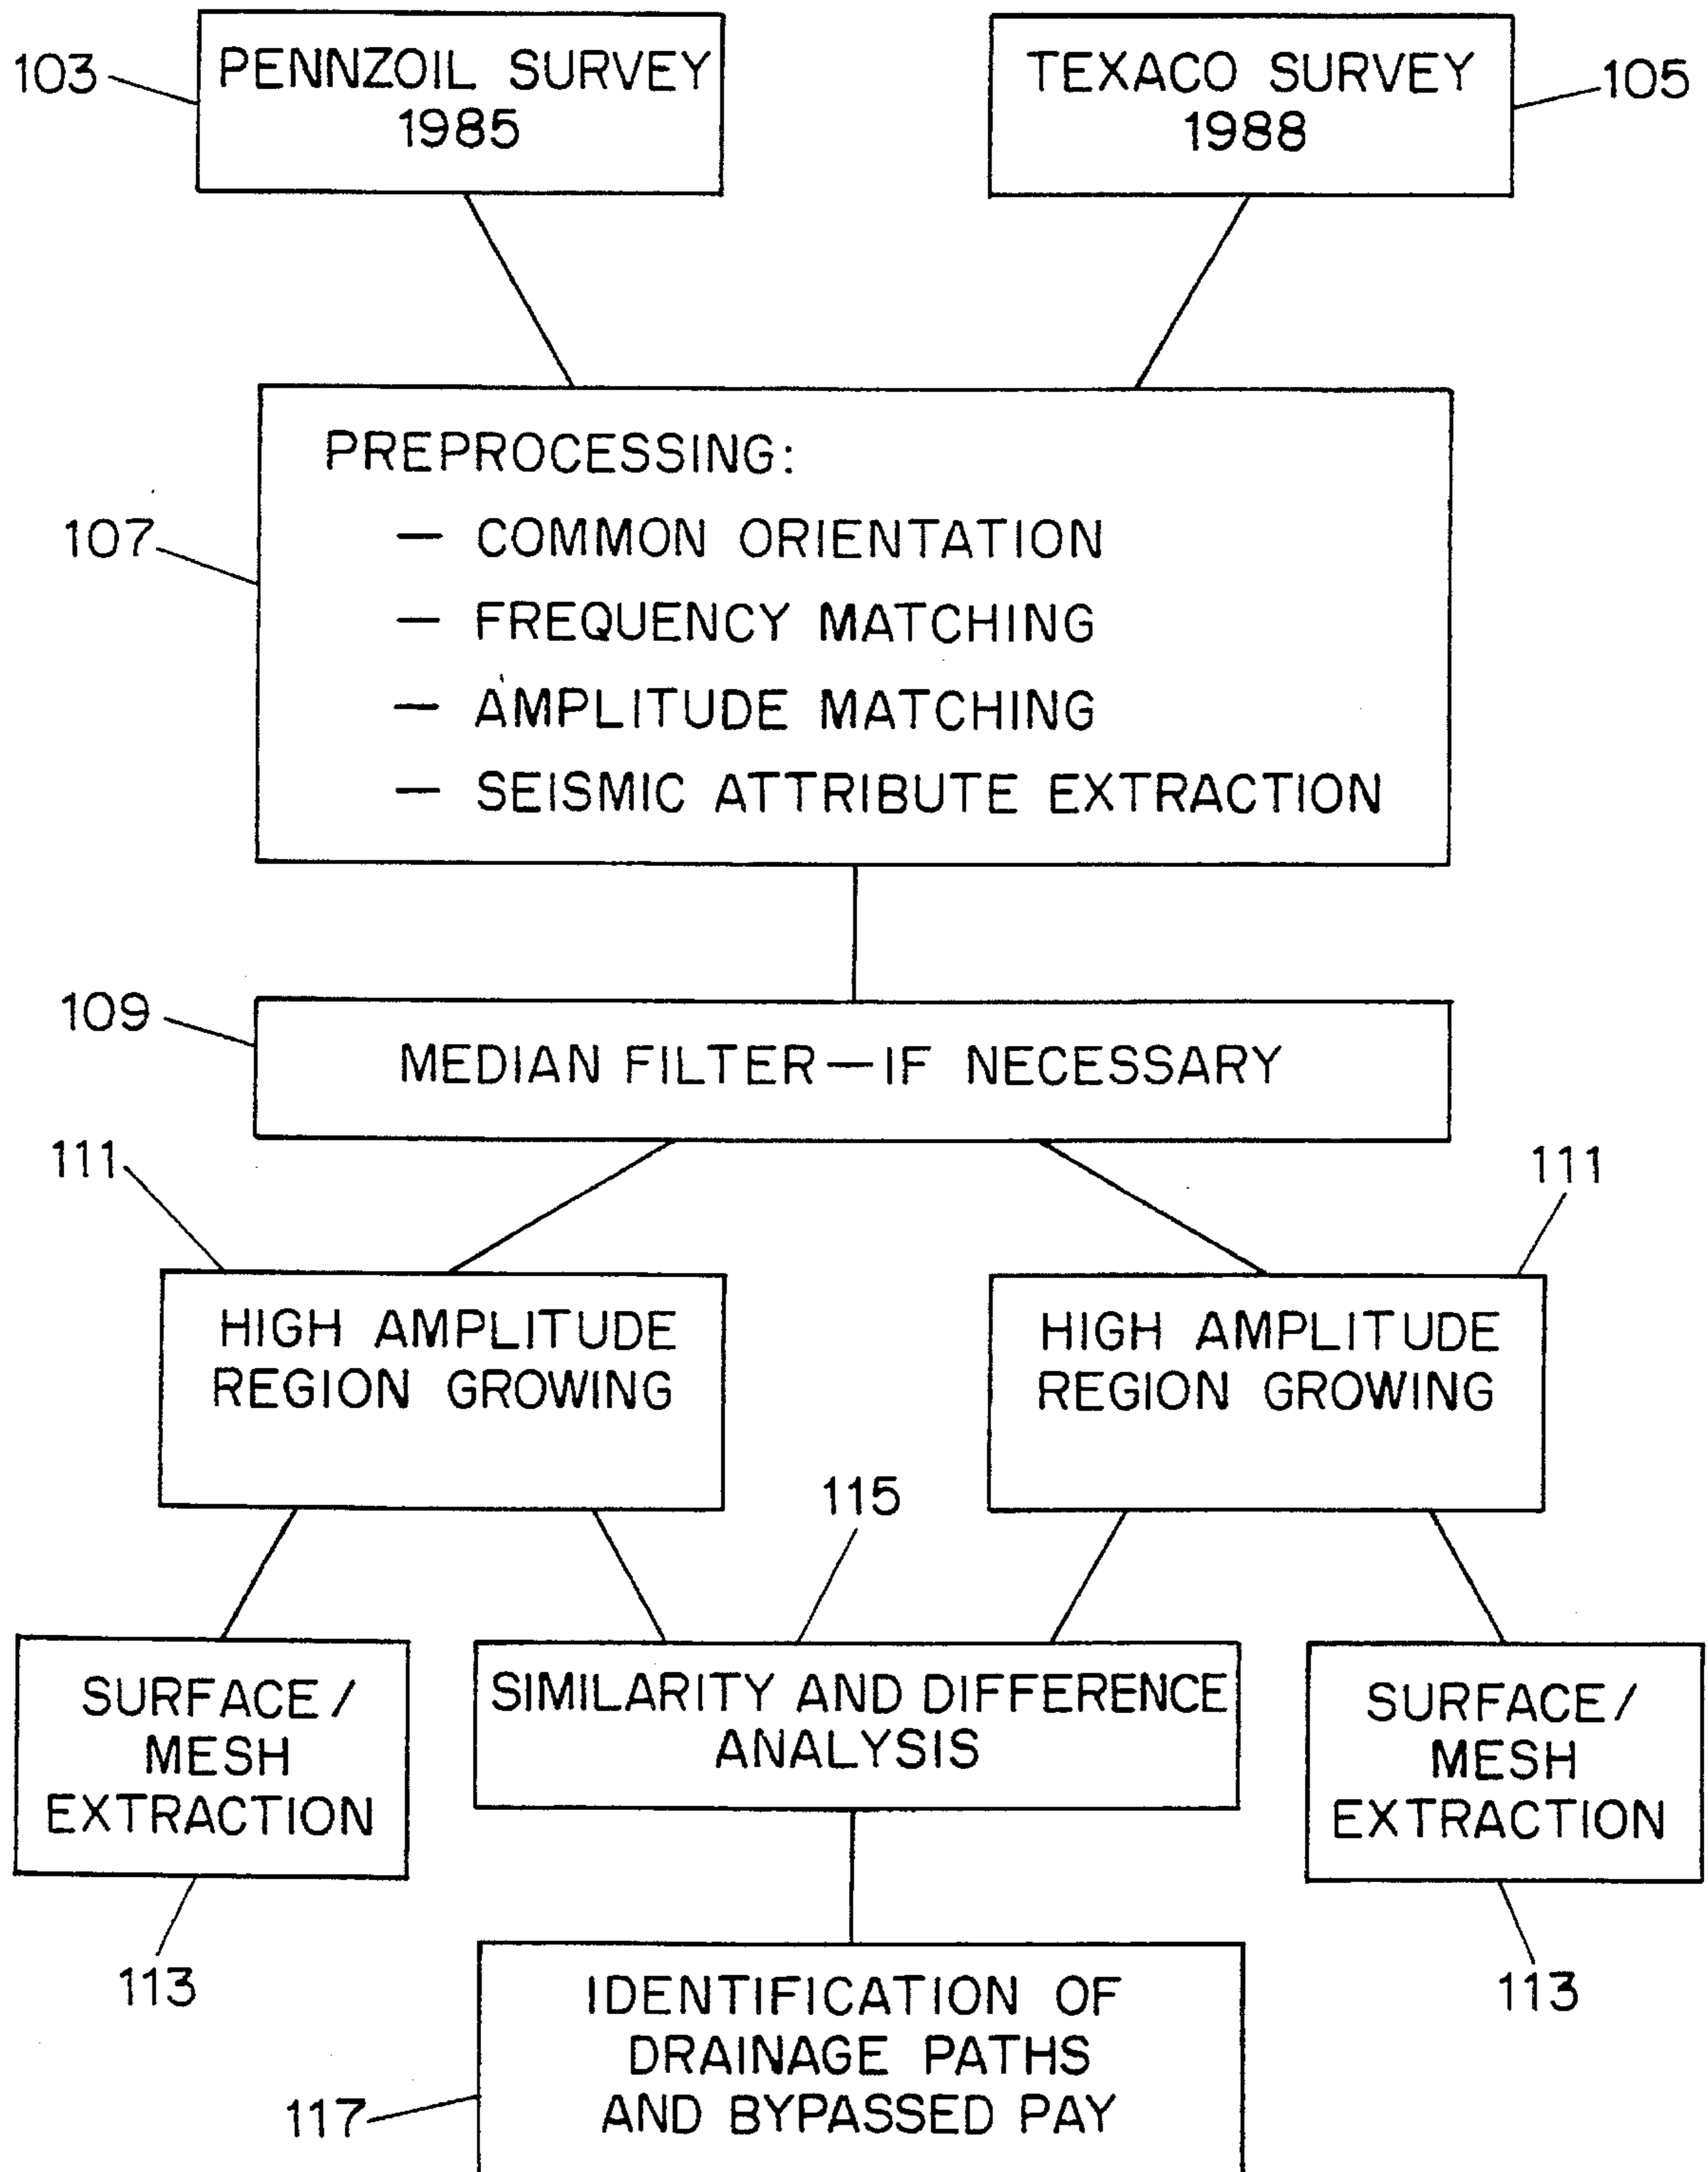 103
PENNZOIL SURVEY
1985
TEXACO SURVEY
1988
105
107
PREPROCESSING:
— COMMON ORIENTATION
— FREQUENCY MATCHING
— AMPLITUDE MATCHING
— SEISMIC ATTRIBUTE EXTRACTION
109
MEDIAN FILTER—IF NECESSARY
111
111
HIGH AMPLITUDE
REGION GROWING
HIGH AMPLITUDE
REGION GROWING
115
SURFACE/
MESH
EXTRACTION
SIMILARITY AND DIFFERENCE
ANALYSIS
SURFACE/
MESH
EXTRACTION
113
113
IDENTIFICATION OF
DRAINAGE PATHS
AND BYPASSED PAY
117